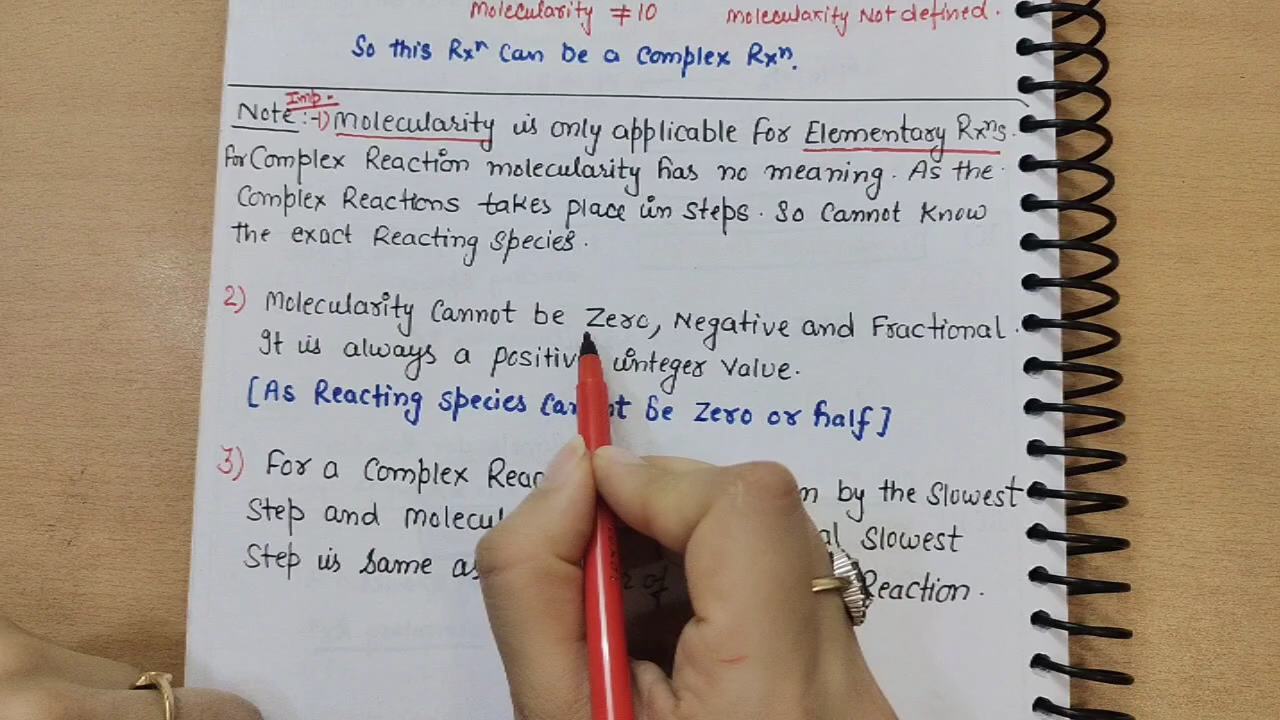 Molecularity ≠ 10 Molecularity Not defined.
So this Rxⁿ can be a complex Rxⁿ.
Imp.
Note :- 1) Molecularity is only applicable for Elementary Rxⁿs.
for Complex Reaction molecularity has no meaning. As the
Complex Reactions takes place in steps. So Cannot Know
the exact Reacting species.
2) Molecularity Cannot be Zero, Negative and Fractional.
It is always a positiv integer value.
[As Reacting species Ca t be Zero or half]
3) For a Complex Reac by the Slowest
Step and molecu Slowest
Step is Same as of Reaction.